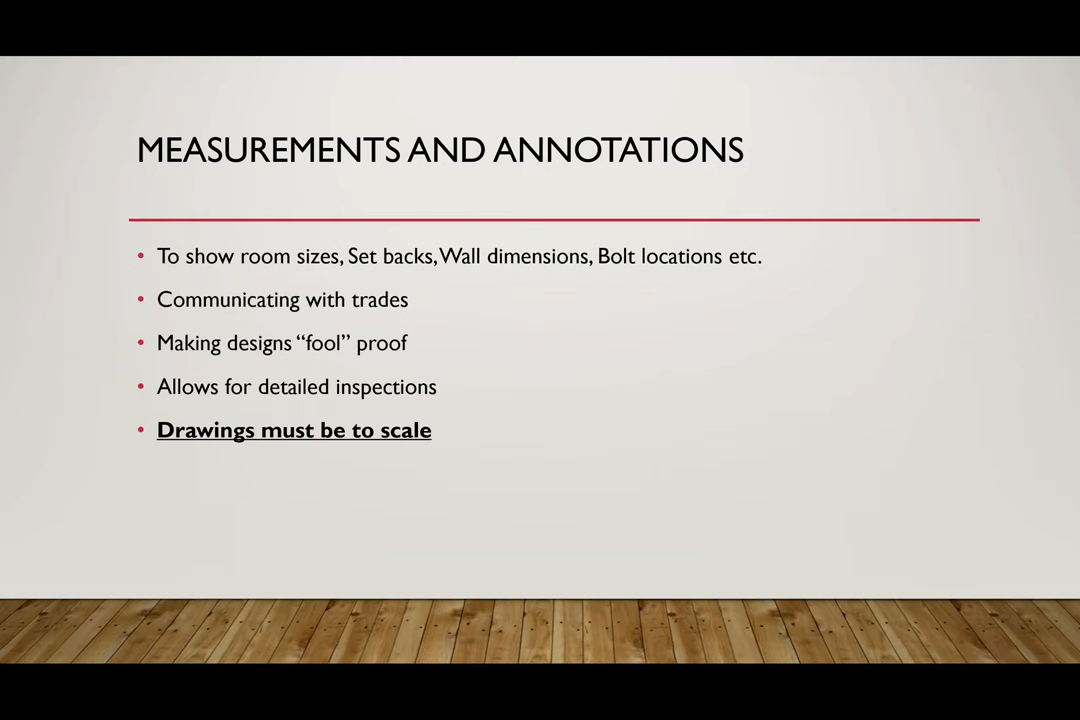 MEASUREMENTS AND ANNOTATIONS
• To show room sizes, Set backs, Wall dimensions, Bolt locations etc.
• Communicating with trades
• Making designs “fool” proof
• Allows for detailed inspections
• Drawings must be to scale